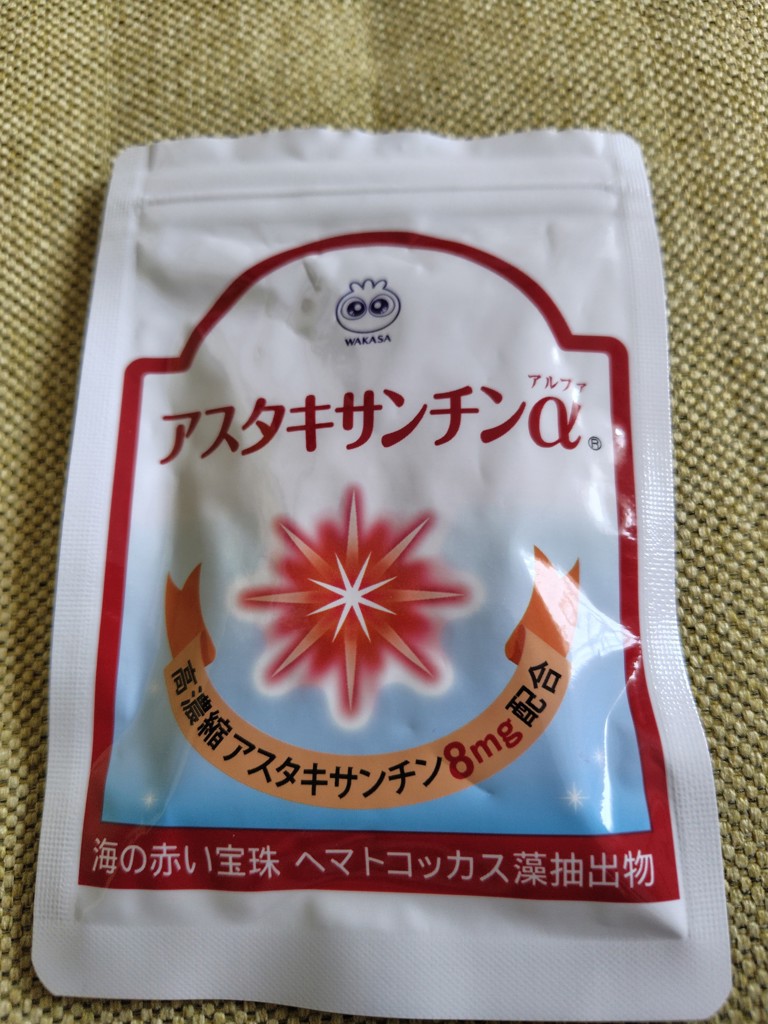 WAKASA
アルファ
アスタキサンチンα®
高濃縮アスタキサンチン8mg配合
海の赤い宝珠 ヘマトコッカス藻抽出物